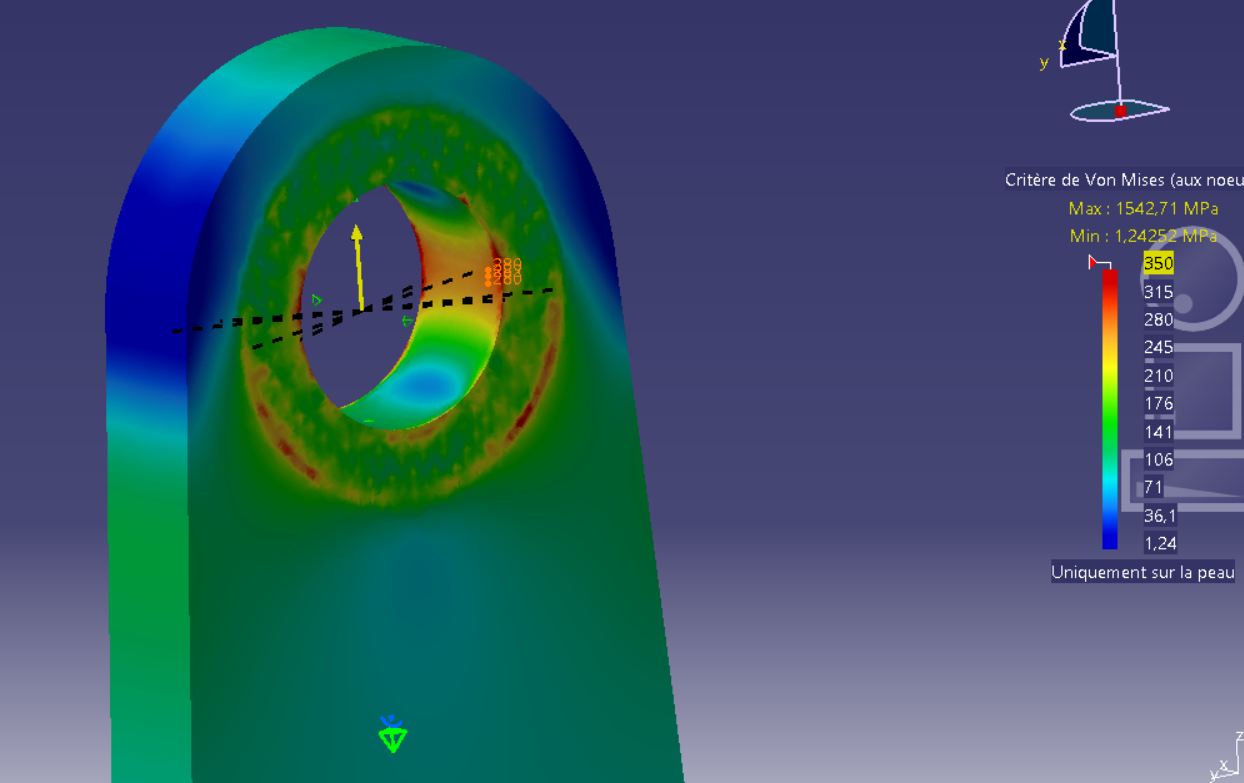 x
y
Critère de Von Mises (aux noeu
Max : 1542,71 MPa
Min : 1,24252 MPa
350
315
280
245
210
176
141
106
71
36,1
1,24
Uniquement sur la peau
z
x
y